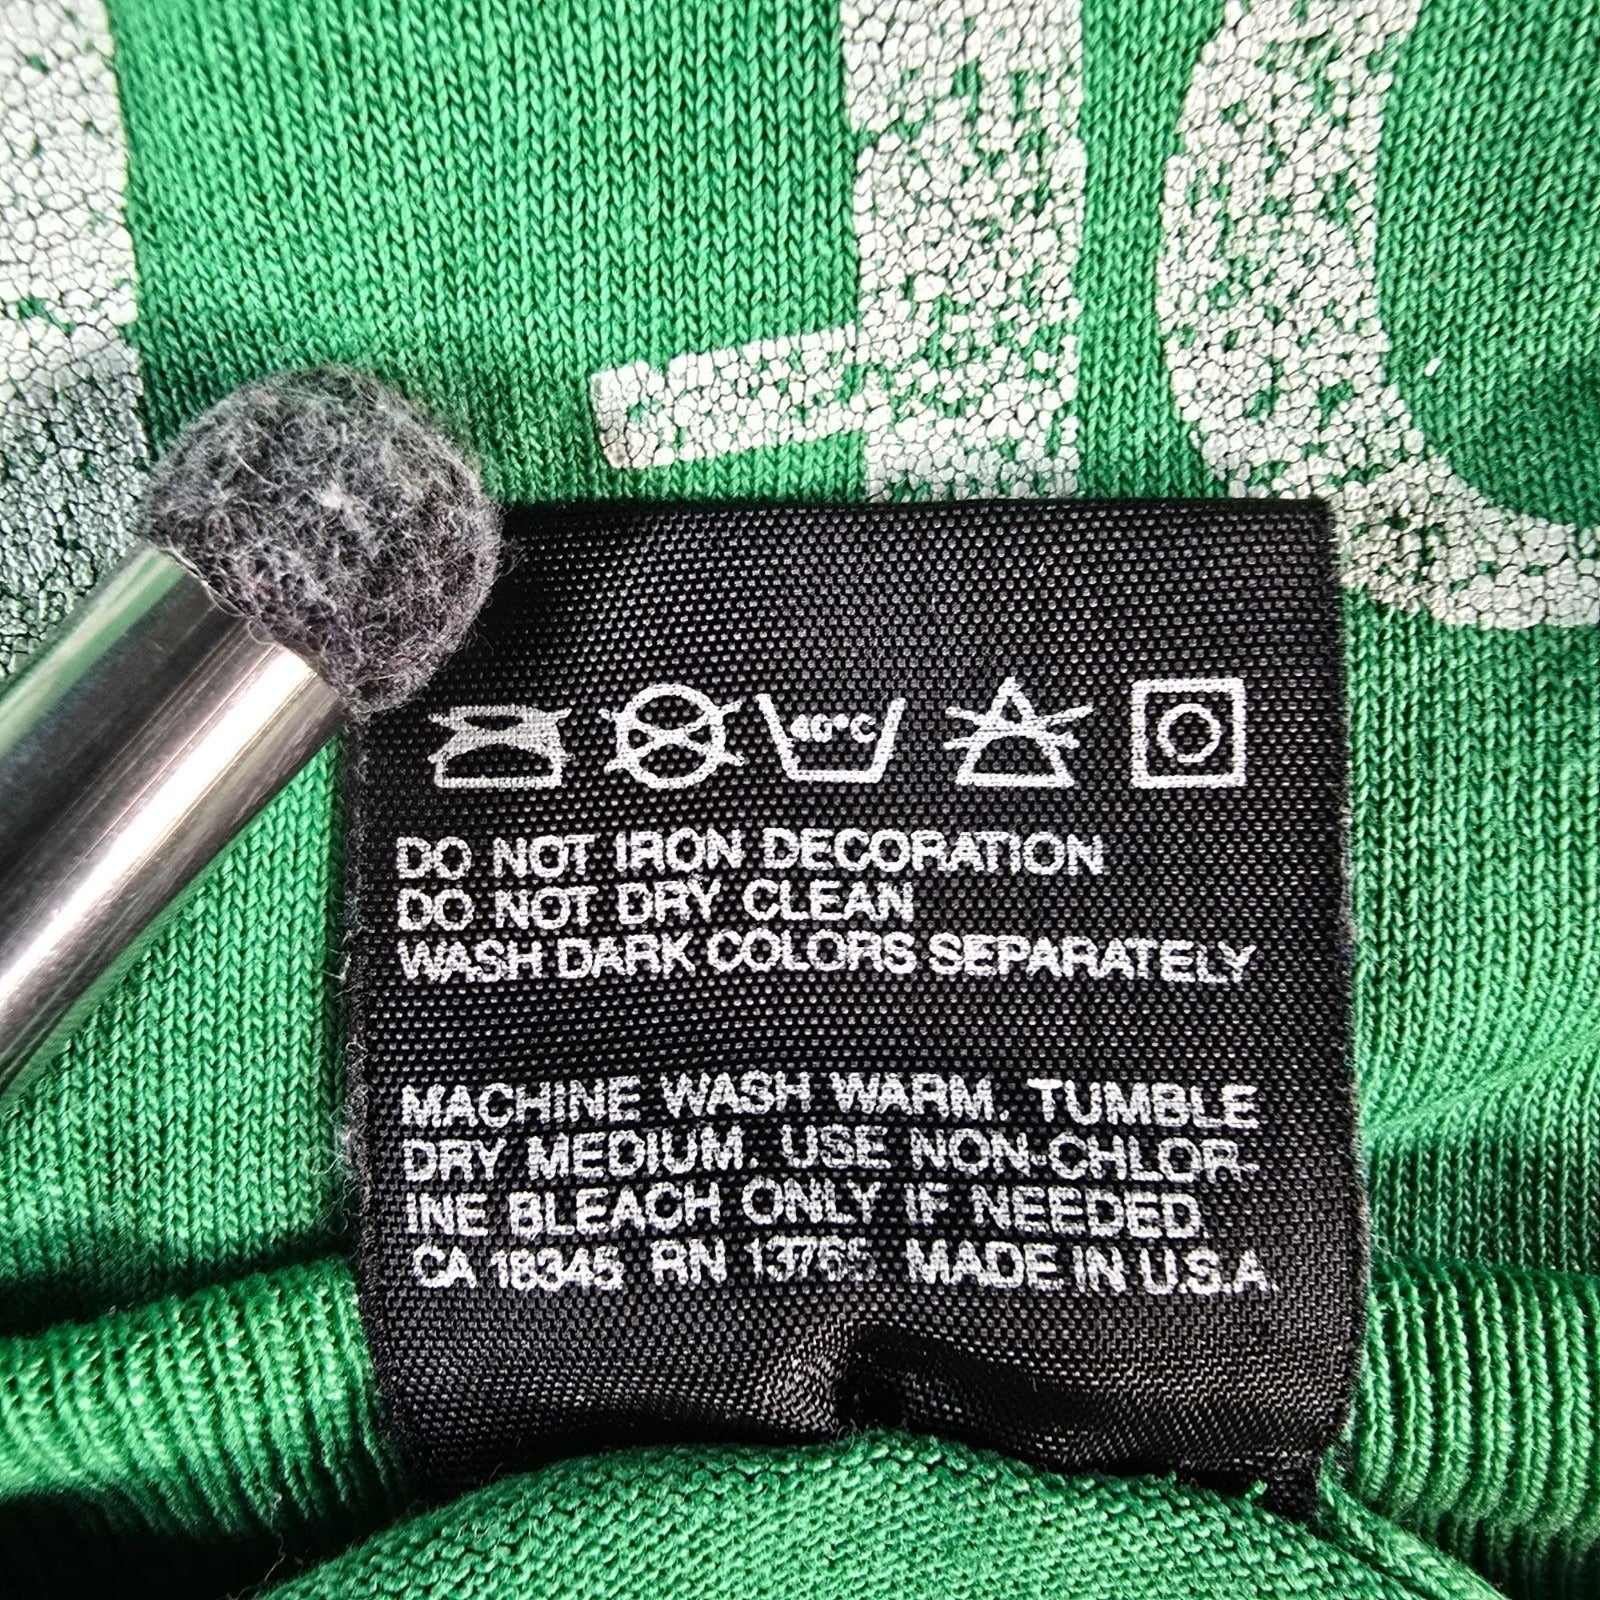 40°C
DO NOT IRON DECORATION
DO NOT DRY CLEAN
WASH DARK COLORS SEPARATELY
MACHINE WASH WARM. TUMBLE
DRY MEDIUM. USE NON-CHLOR-
INE BLEACH ONLY IF NEEDED.
CA 18345 RN 13765 MADE IN U.S.A.